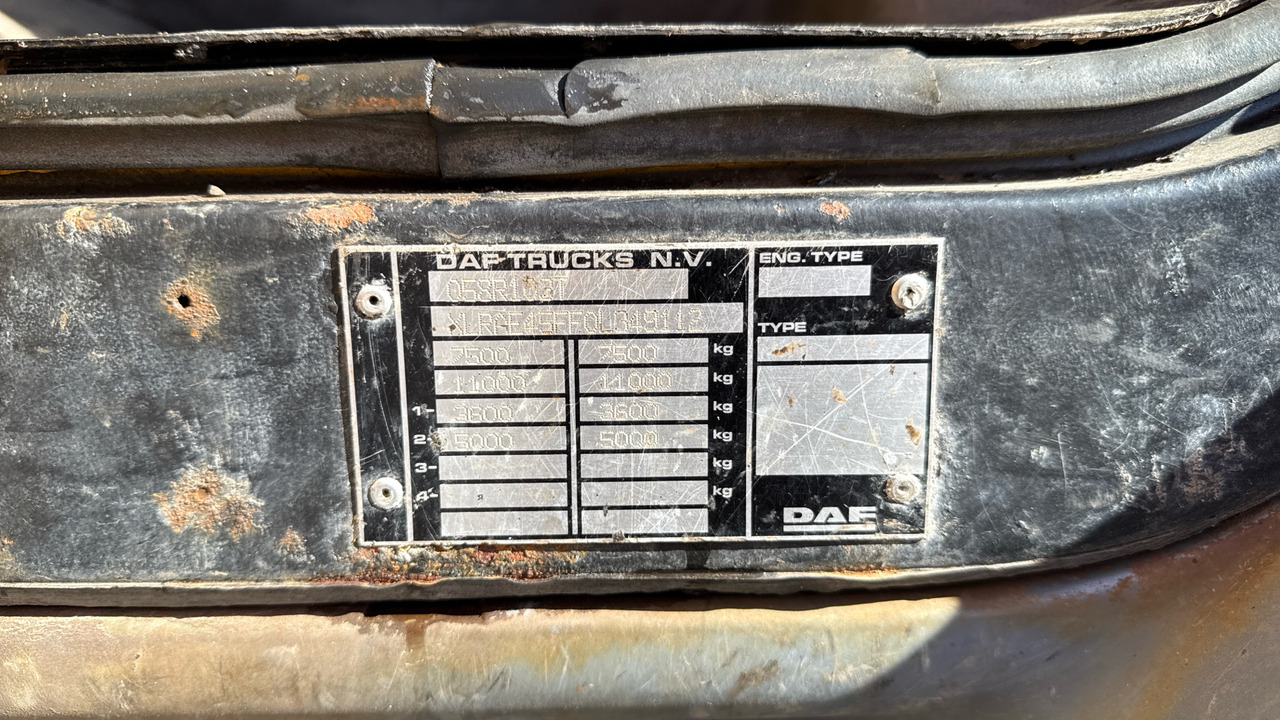 DAF TRUCKS N.V.
7500 7500 kg
11000 11000 kg
1- 3600 3600 kg
2- 5000 5000 kg
3- kg
4- kg
ENG. TYPE
TYPE
DAF